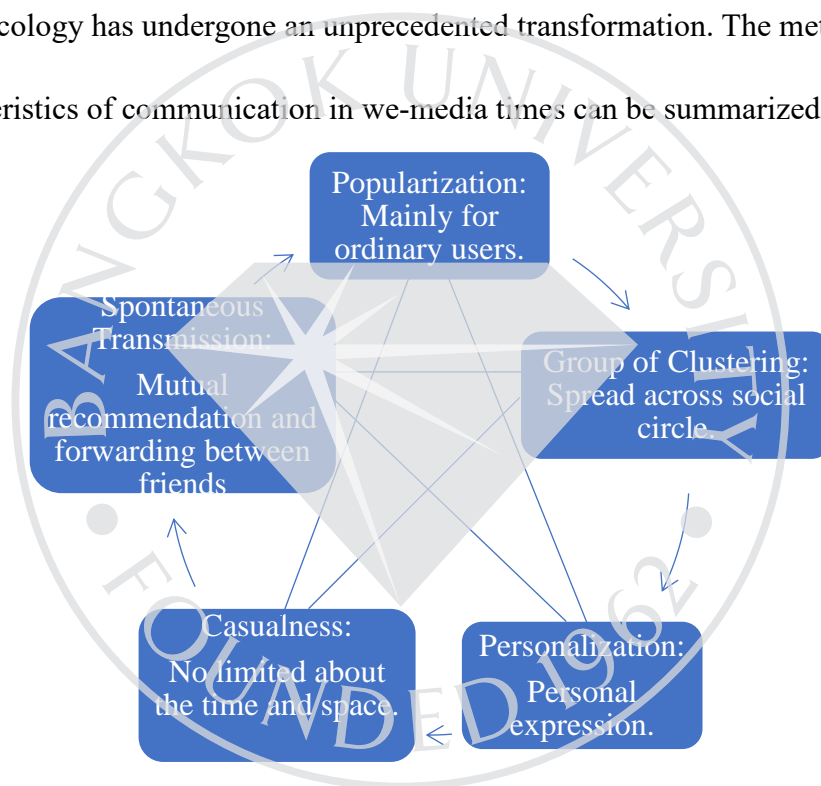 cology has undergone an unprecedented transformation. The met
eristics of communication in we-media times can be summarized
Popularization:
Mainly for
ordinary users.
Group of Clustering:
Spread across social
circle.
Personalization:
Personal
expression.
Casualness:
No limited about
the time and space.
Spontaneous
Transmission:
Mutual
recommendation and
forwarding between
friends
BANGKOK UNIVERSITY
FOUNDED 1962